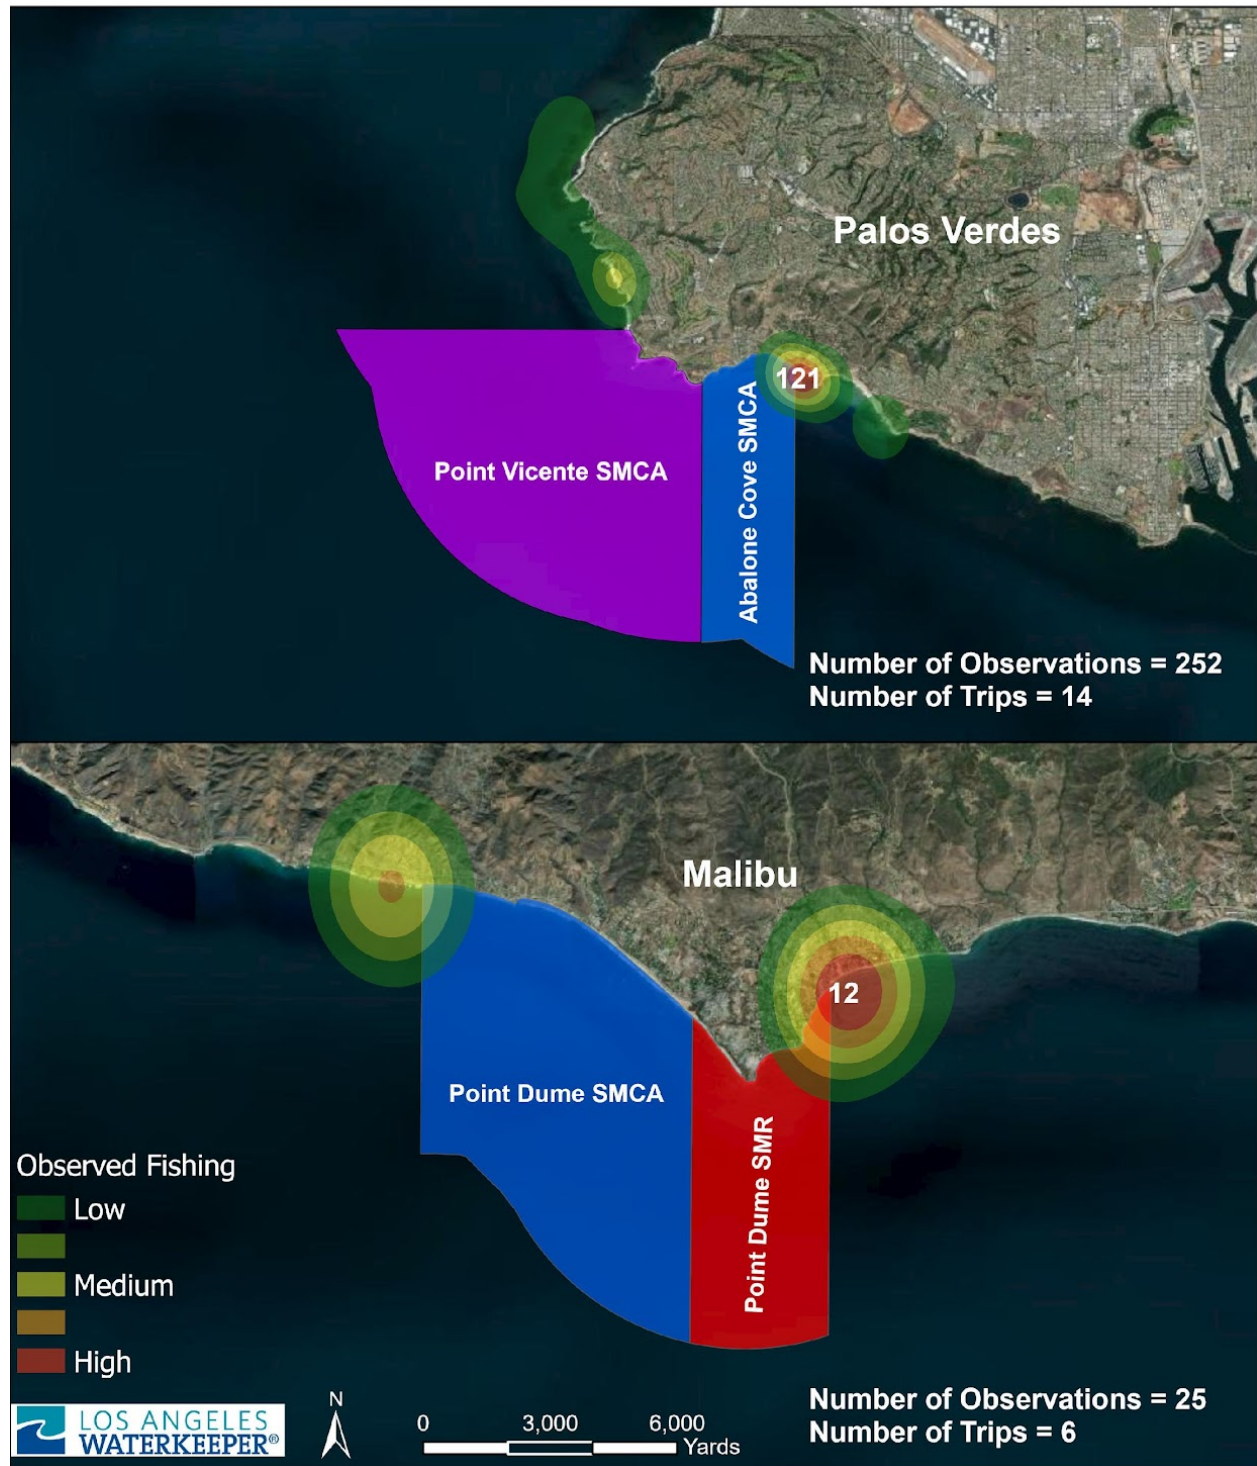 Palos Verdes
121
Point Vicente SMCA
Abalone Cove SMCA
Number of Observations = 252
Number of Trips = 14
Malibu
12
Point Dume SMCA
Point Dume SMR
Observed Fishing
Low
Medium
High
LOS ANGELES
WATERKEEPER®
N
0 3,000 6,000
Yards
Number of Observations = 25
Number of Trips = 6